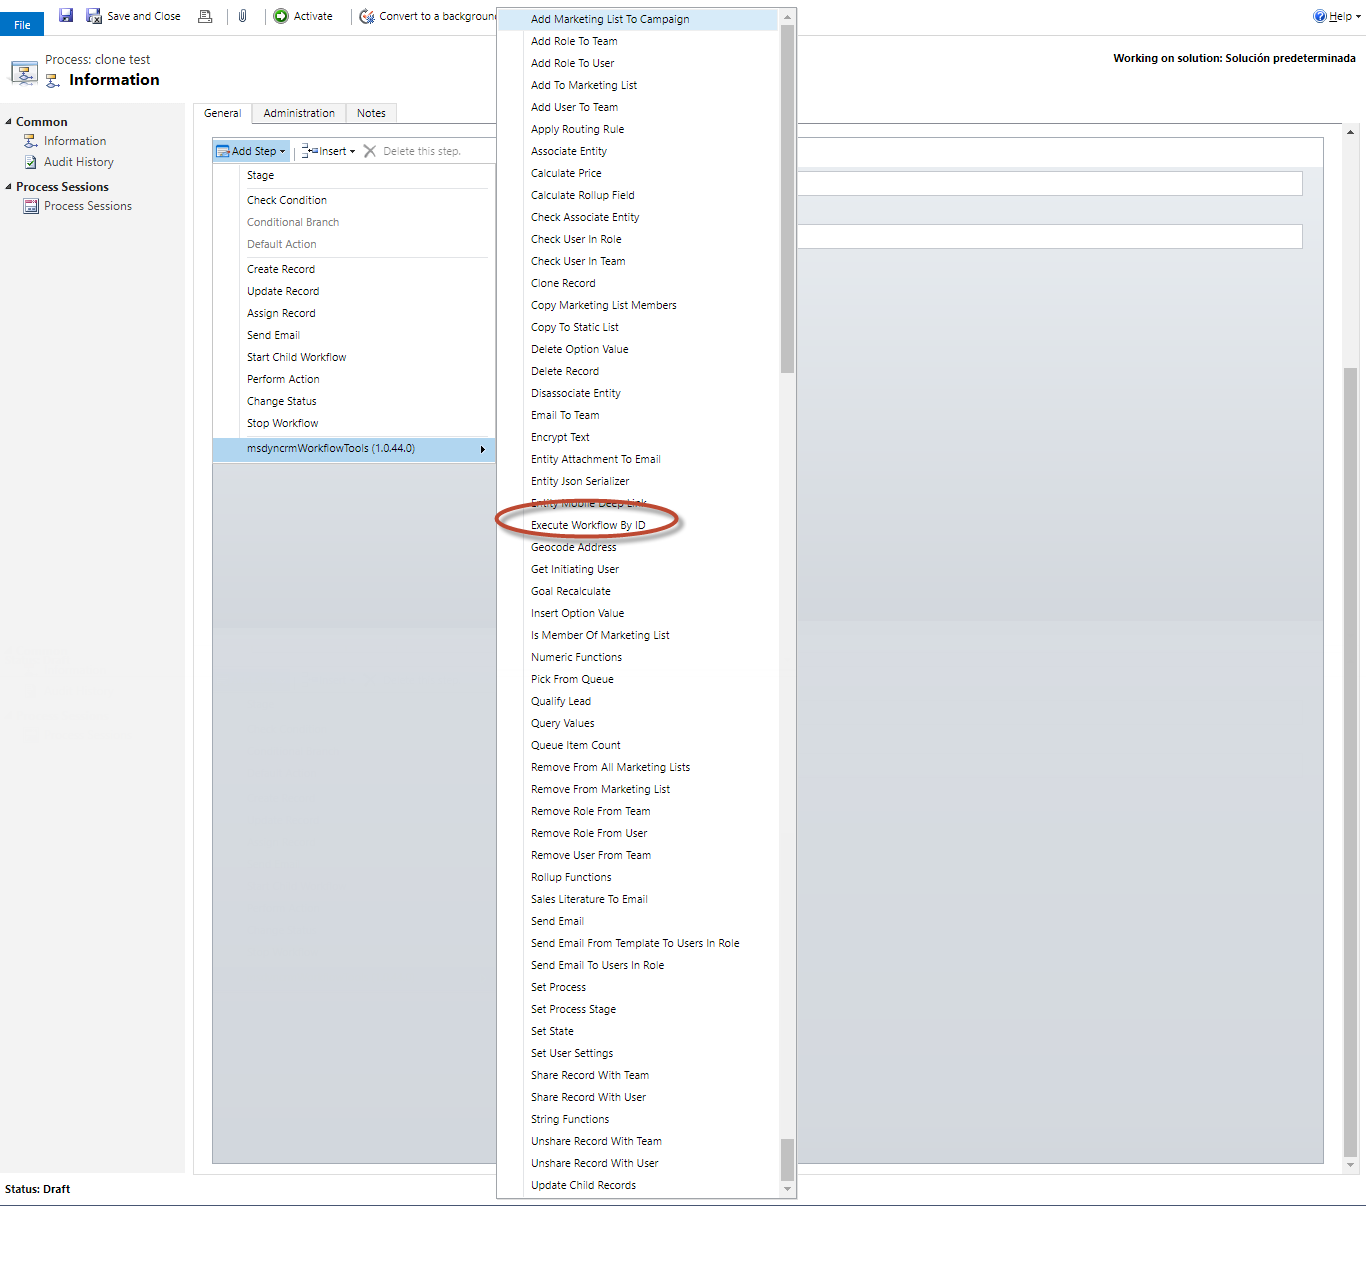 File
Save and Close
Activate
Convert to a background
Help
Process: clone test
Information
Working on solution: Solución predeterminada
Common
Information
Audit History
Process Sessions
Process Sessions
General
Administration
Notes
Add Step
Insert
Delete this step.
Stage
Check Condition
Conditional Branch
Default Action
Create Record
Update Record
Assign Record
Send Email
Start Child Workflow
Perform Action
Change Status
Stop Workflow
msdyncrmWorkflowTools (1.0.44.0)
Add Marketing List To Campaign
Add Role To Team
Add Role To User
Add To Marketing List
Add User To Team
Apply Routing Rule
Associate Entity
Calculate Price
Calculate Rollup Field
Check Associate Entity
Check User In Role
Check User In Team
Clone Record
Copy Marketing List Members
Copy To Static List
Delete Option Value
Delete Record
Disassociate Entity
Email To Team
Encrypt Text
Entity Attachment To Email
Entity Json Serializer
Entity Mobile Deep Link
Execute Workflow By ID
Geocode Address
Get Initiating User
Goal Recalculate
Insert Option Value
Is Member Of Marketing List
Numeric Functions
Pick From Queue
Qualify Lead
Query Values
Queue Item Count
Remove From All Marketing Lists
Remove From Marketing List
Remove Role From Team
Remove Role From User
Remove User From Team
Rollup Functions
Sales Literature To Email
Send Email
Send Email From Template To Users In Role
Send Email To Users In Role
Set Process
Set Process Stage
Set State
Set User Settings
Share Record With Team
Share Record With User
String Functions
Unshare Record With Team
Unshare Record With User
Update Child Records
Status: Draft